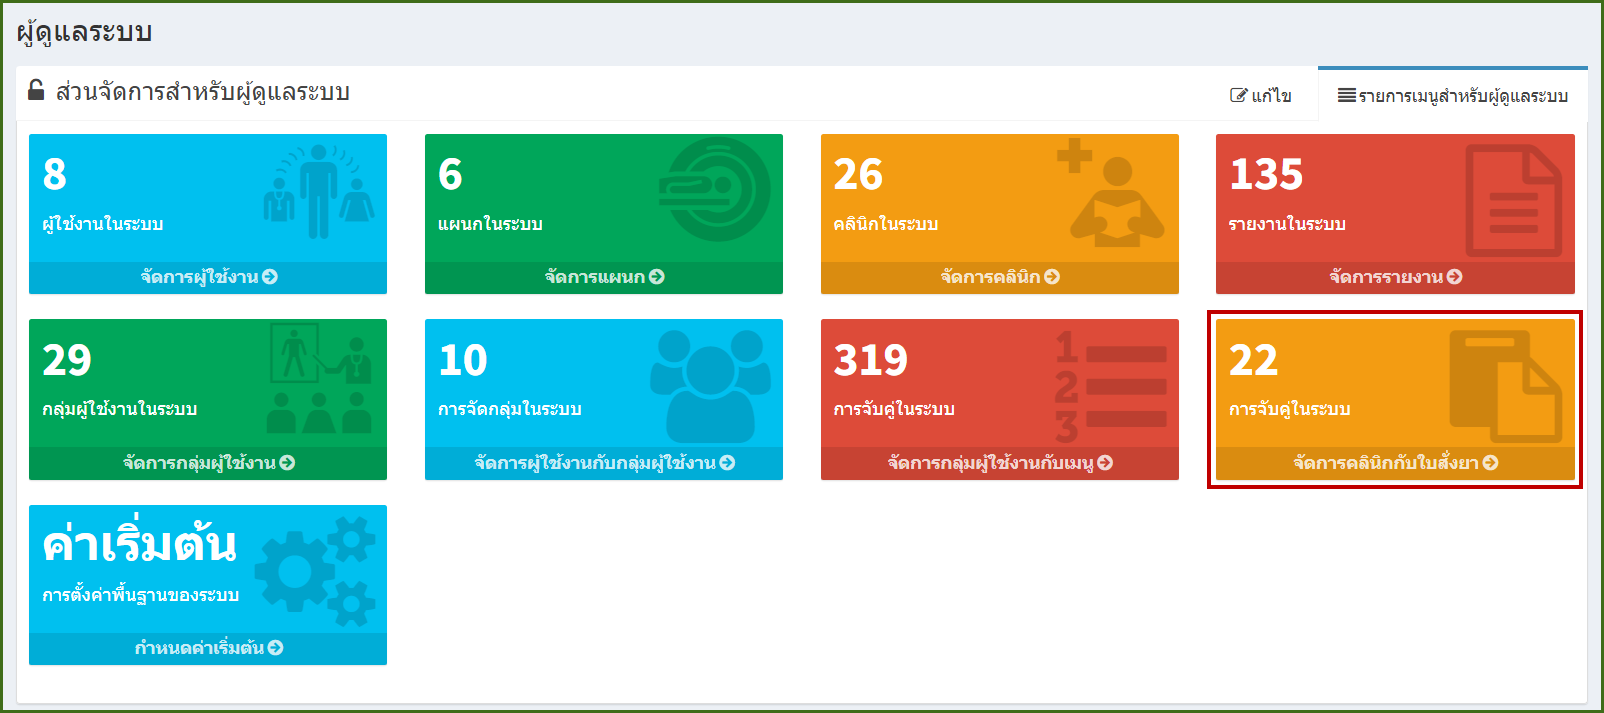 ผู้ดูแลระบบ
ส่วนจัดการสำหรับผู้ดูแลระบบ
แก้ไข
รายการเมนูสำหรับผู้ดูแลระบบ
8
ผู้ใช้งานในระบบ
จัดการผู้ใช้งาน
6
แผนกในระบบ
จัดการแผนก
26
คลินิกในระบบ
จัดการคลินิก
135
รายงานในระบบ
จัดการรายงาน
29
กลุ่มผู้ใช้งานในระบบ
จัดการกลุ่มผู้ใช้งาน
10
การจัดกลุ่มในระบบ
จัดการผู้ใช้งานกับกลุ่มผู้ใช้งาน
319
การจับคู่ในระบบ
1
2
3
จัดการกลุ่มผู้ใช้งานกับเมนู
22
การจับคู่ในระบบ
จัดการคลินิกกับใบสั่งยา
ค่าเริ่มต้น
การตั้งค่าพื้นฐานของระบบ
กำหนดค่าเริ่มต้น